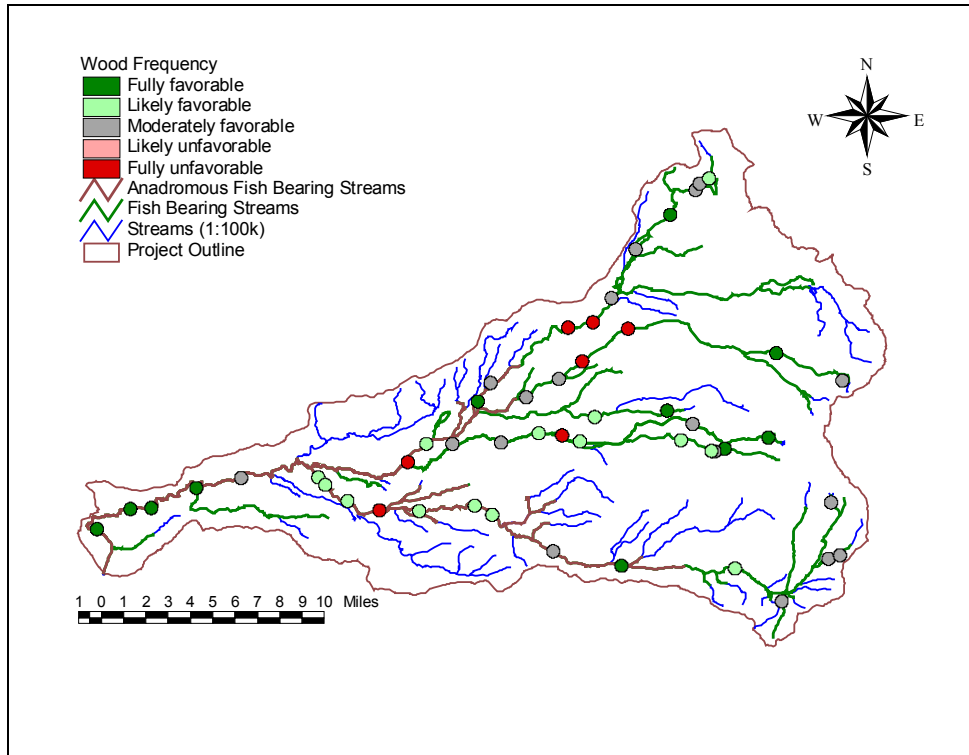 Wood Frequency
Fully favorable
Likely favorable
Moderately favorable
Likely unfavorable
Fully unfavorable
Anadromous Fish Bearing Streams
Fish Bearing Streams
Streams (1:100k)
Project Outline
N
W E
S
1 0 1 2 3 4 5 6 7 8 9 10 Miles